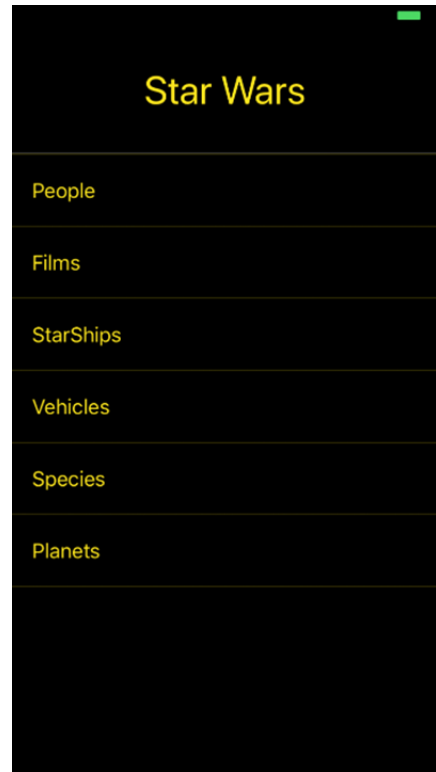 Star Wars
People
Films
StarShips
Vehicles
Species
Planets